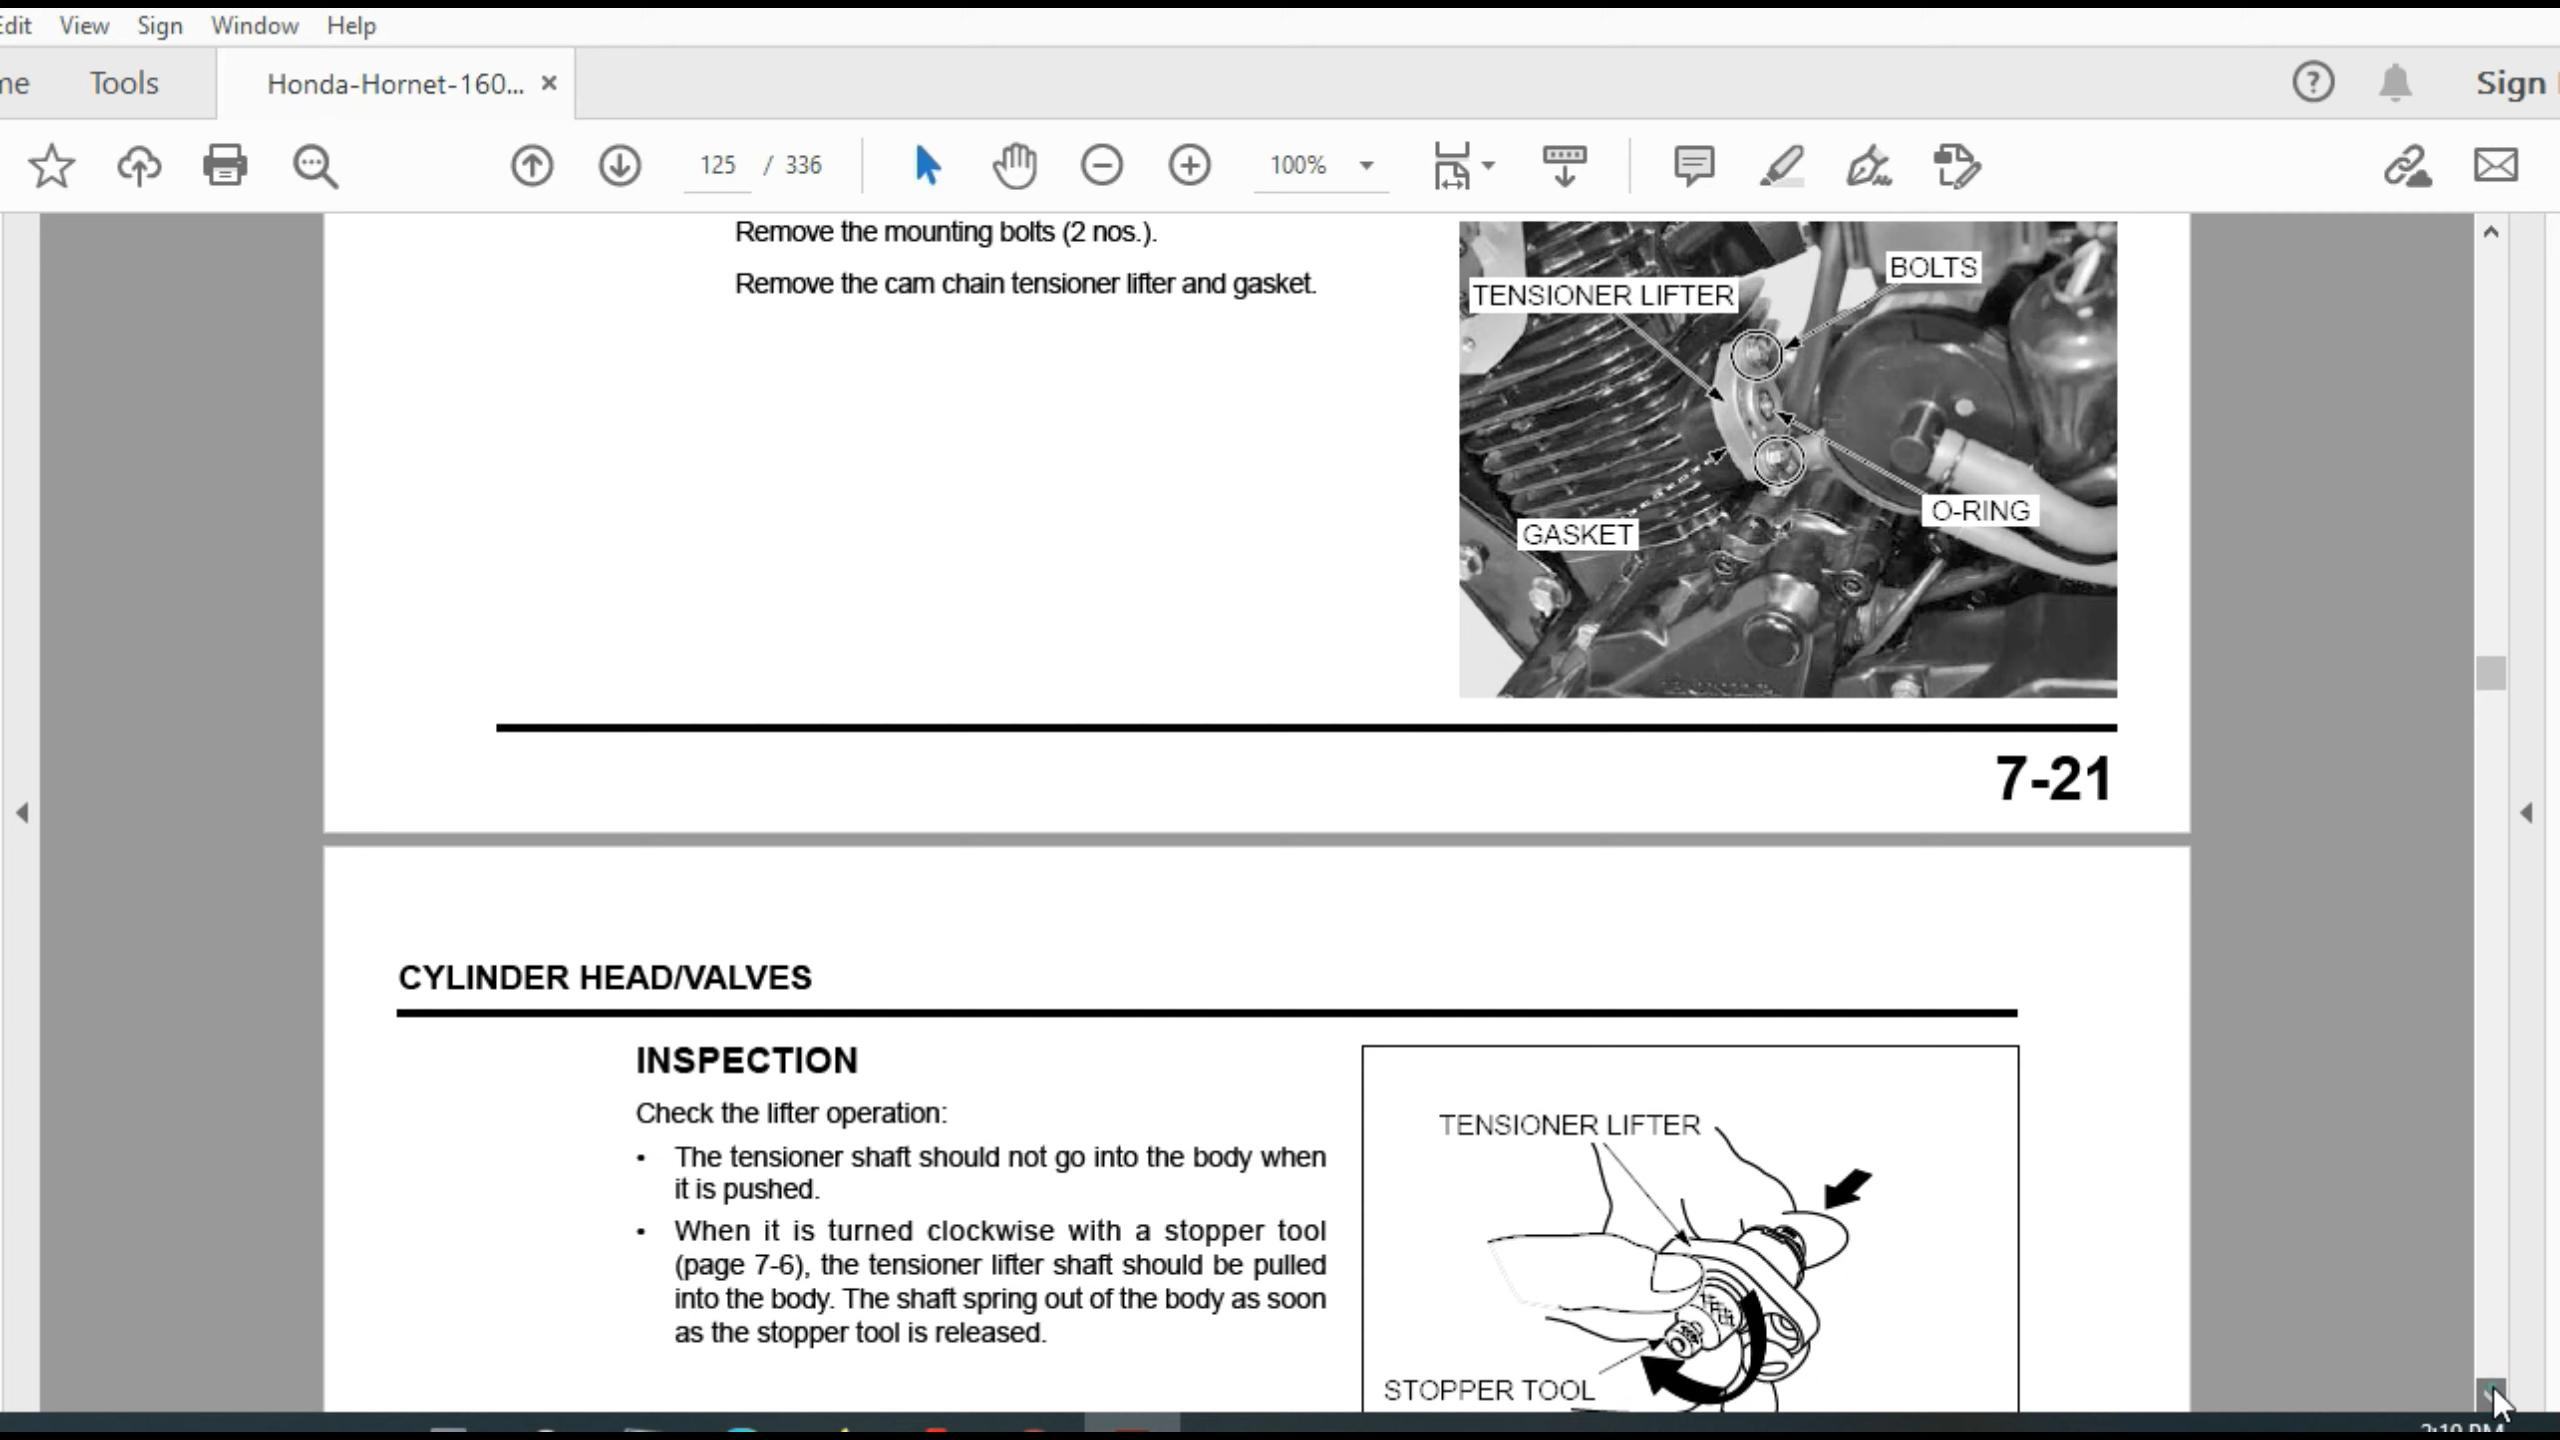 Edit View Sign Window Help
Tools Honda-Hornet-160... × Sign
125 / 336 100%
Remove the mounting bolts (2 nos.).
Remove the cam chain tensioner lifter and gasket.
BOLTS
TENSIONER LIFTER
O-RING
GASKET
7-21
CYLINDER HEAD/VALVES
INSPECTION
Check the lifter operation:
• The tensioner shaft should not go into the body when
it is pushed.
• When it is turned clockwise with a stopper tool
(page 7-6), the tensioner lifter shaft should be pulled
into the body. The shaft spring out of the body as soon
as the stopper tool is released.
TENSIONER LIFTER
STOPPER TOOL